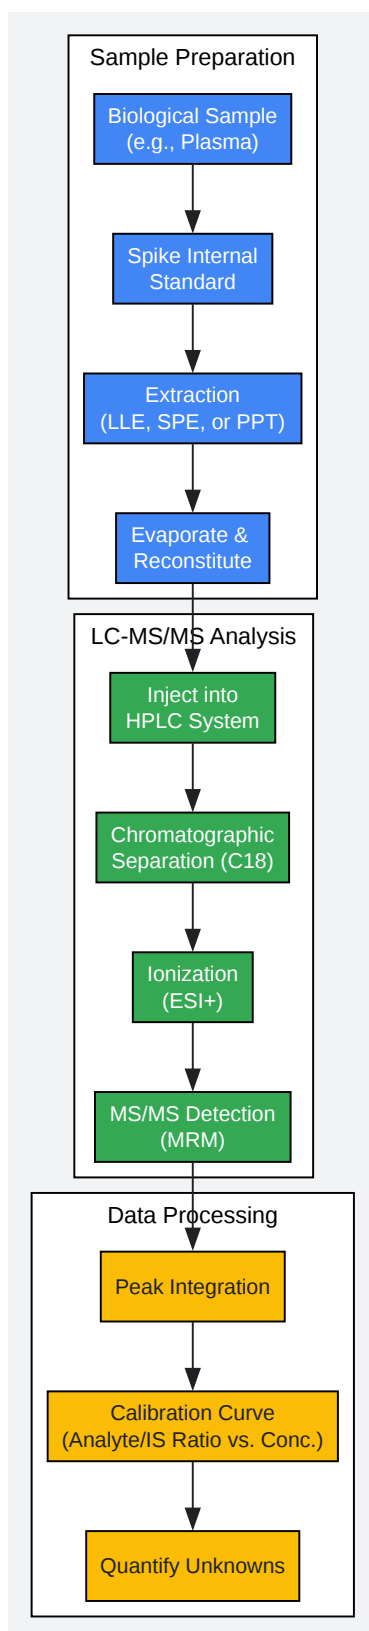 Sample Preparation
Biological Sample
(e.g., Plasma)
Spike Internal
Standard
Extraction
(LLE, SPE, or PPT)
Evaporate &
Reconstitute
LC-MS/MS Analysis
Inject into
HPLC System
Chromatographic
Separation (C18)
Ionization
(ESI+)
MS/MS Detection
(MRM)
Data Processing
Peak Integration
Calibration Curve
(Analyte/IS Ratio vs. Conc.)
Quantify Unknowns